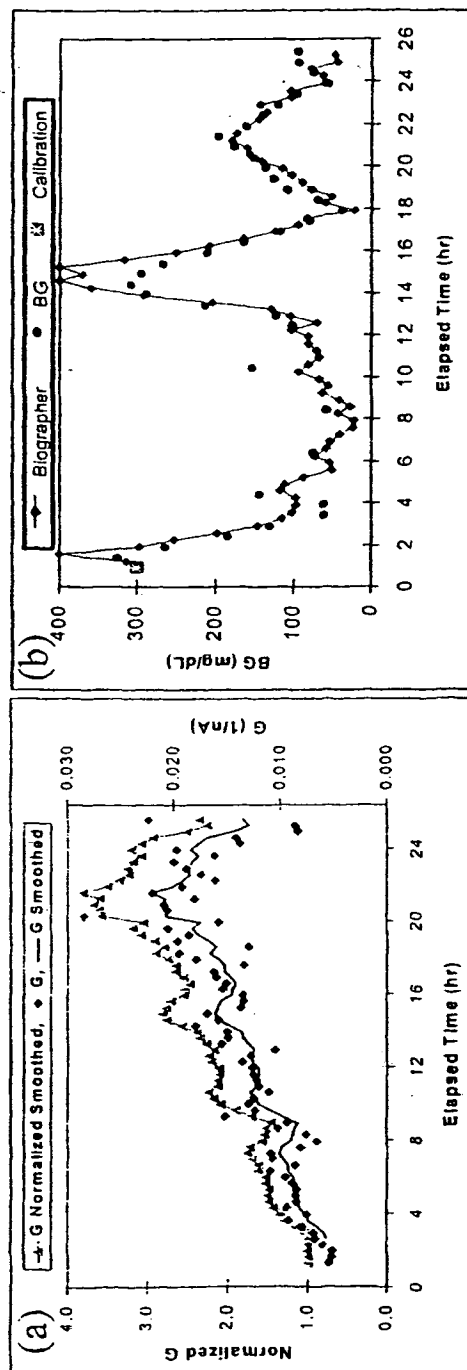 (a)
G Normalized Smoothed, G, G Smoothed
4.0
3.0
2.0
1.0
0.0
Normalized G
0.030
0.020
0.010
0.000
G (1/nA)
0 4 8 12 16 20 24
Elapsed Time (hr)
(b)
Biographer BG Calibration
400
300
200
100
0
BG (mg/dL)
0 2 4 6 8 10 12 14 16 18 20 22 24 26
Elapsed Time (hr)